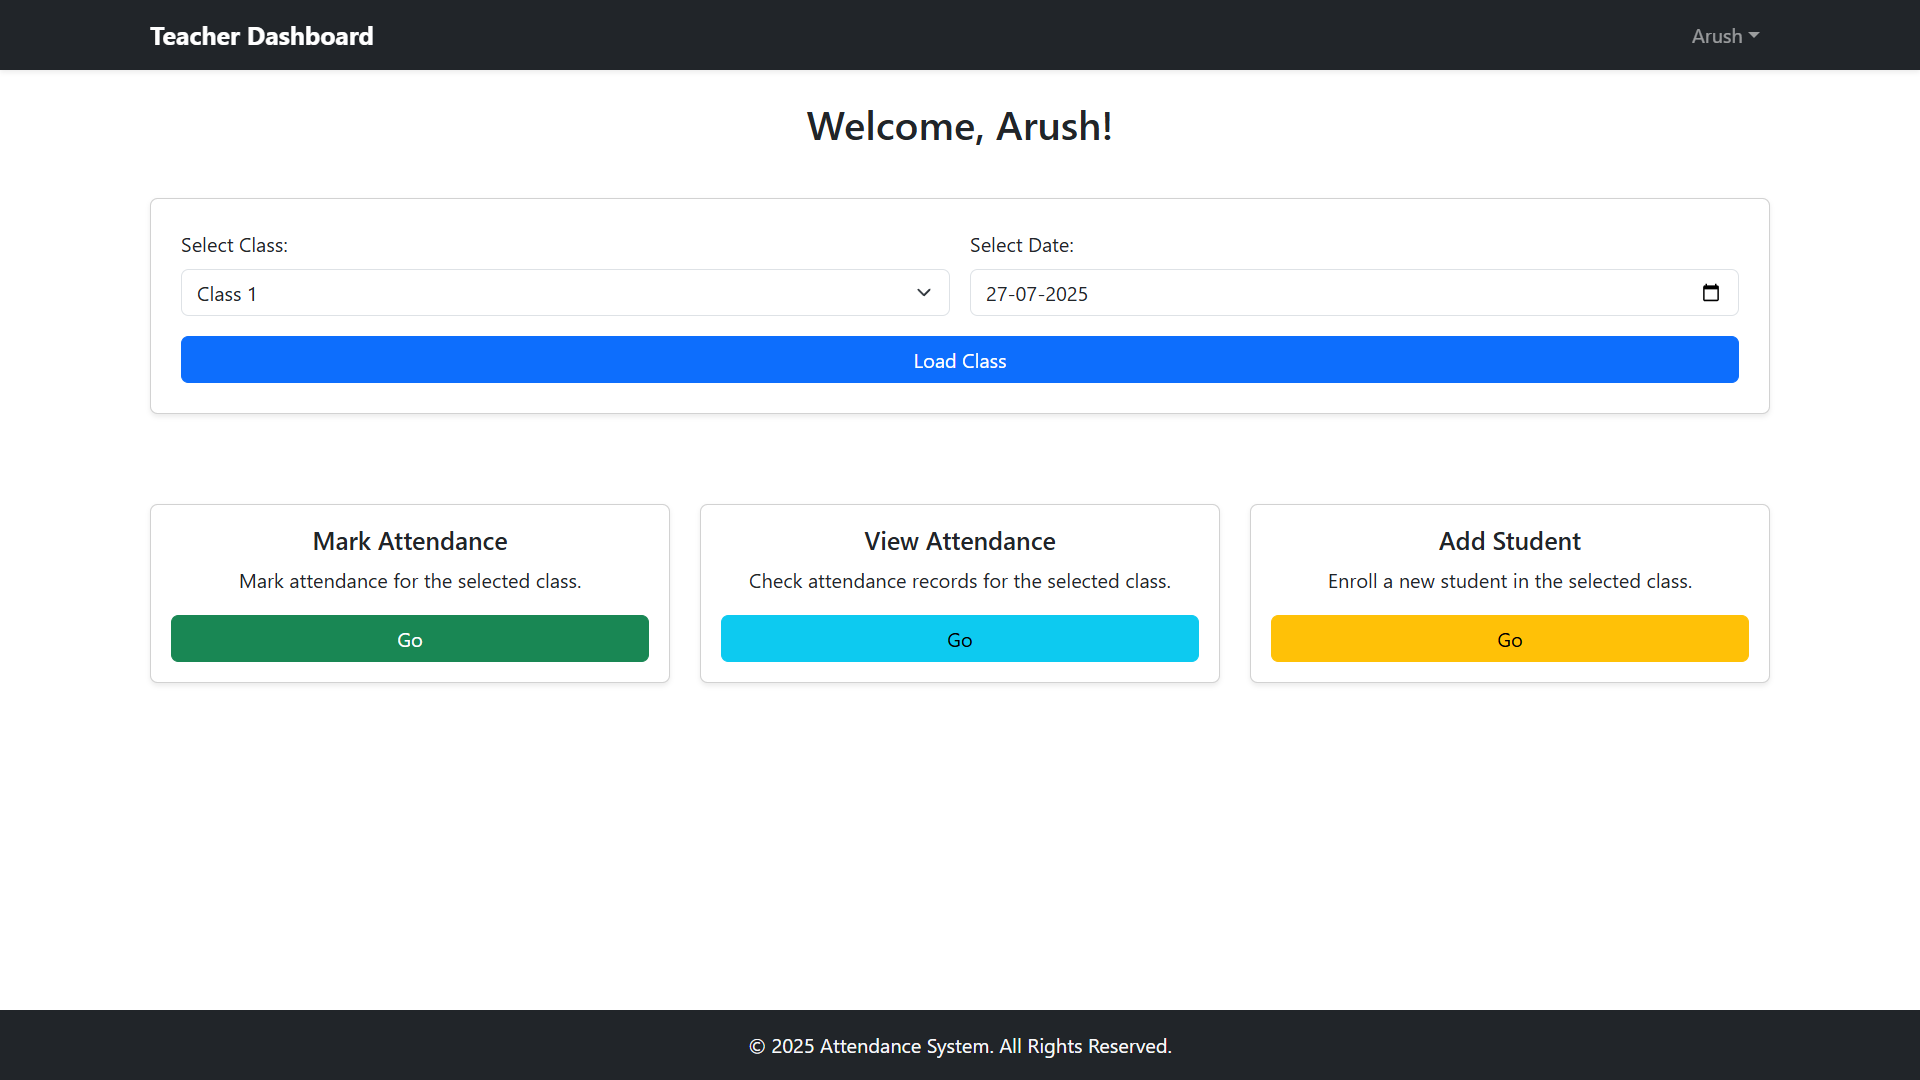 Teacher Dashboard
Arush
Welcome, Arush!
Select Class:
Select Date:
Class 1
27-07-2025
Load Class
Mark Attendance
Mark attendance for the selected class.
Go
View Attendance
Check attendance records for the selected class.
Go
Add Student
Enroll a new student in the selected class.
Go
© 2025 Attendance System. All Rights Reserved.